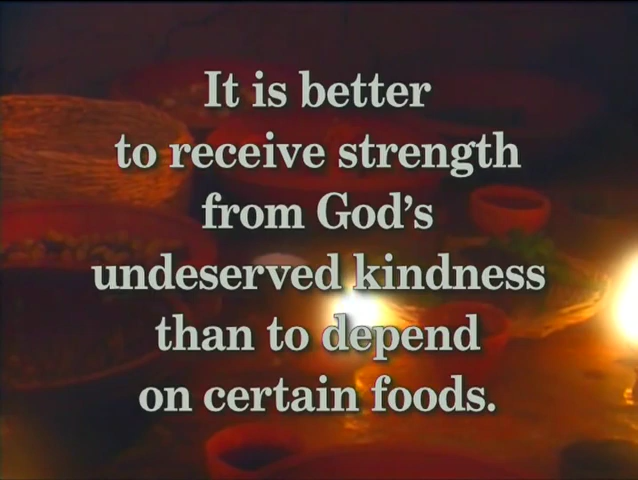 It is better
to receive strength
from God’s
undeserved kindness
than to depend
on certain foods.